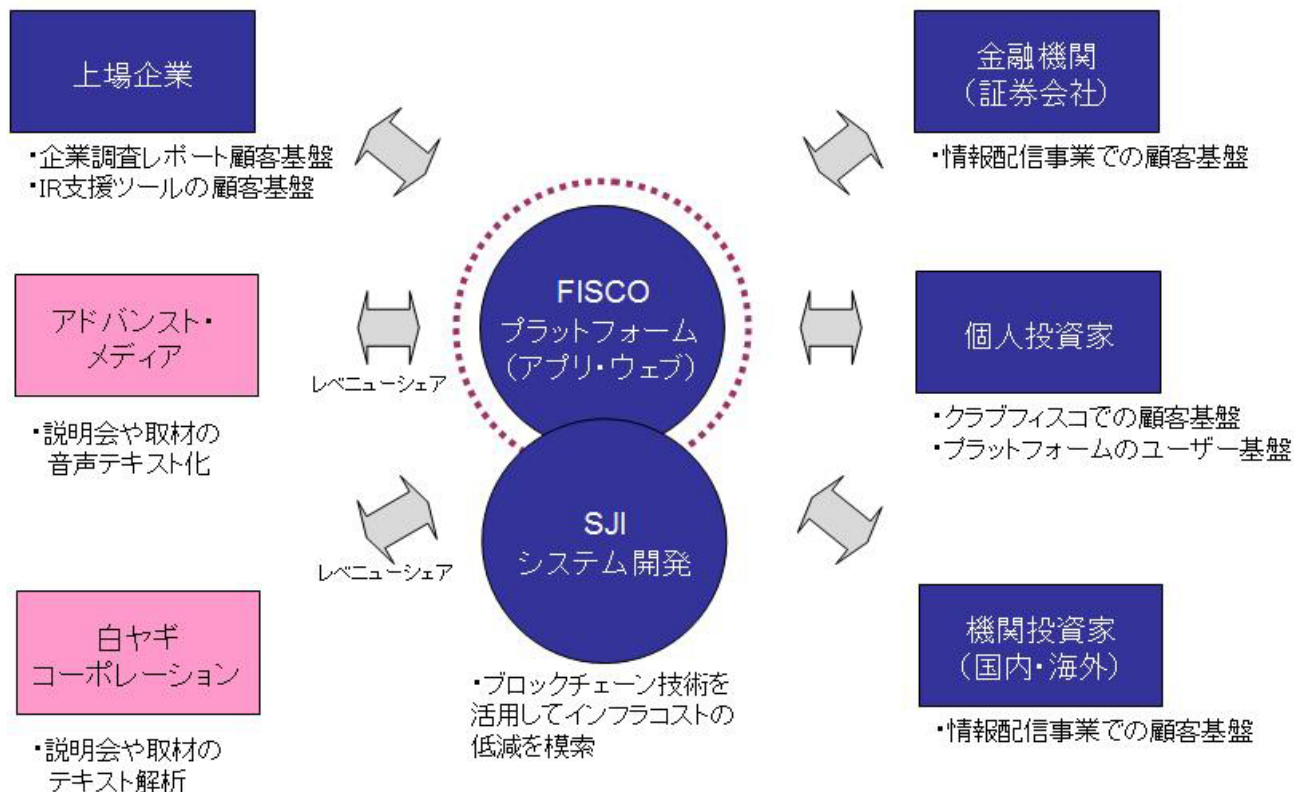 上場企業
・企業調査レポート顧客基盤
・IR支援ツールの顧客基盤
アドバンスト・
メディア
レベニューシェア
・説明会や取材の
音声テキスト化
レベニューシェア
白ヤギ
コーポレーション
・説明会や取材の
テキスト解析
FISCO
プラットフォーム
(アプリ・ウェブ)
SJI
システム開発
・ブロックチェーン技術を
活用してインフラコストの
低減を模索
金融機関
(証券会社)
・情報配信事業での顧客基盤
個人投資家
・クラブフィスコでの顧客基盤
・プラットフォームのユーザー基盤
機関投資家
(国内・海外)
・情報配信事業での顧客基盤